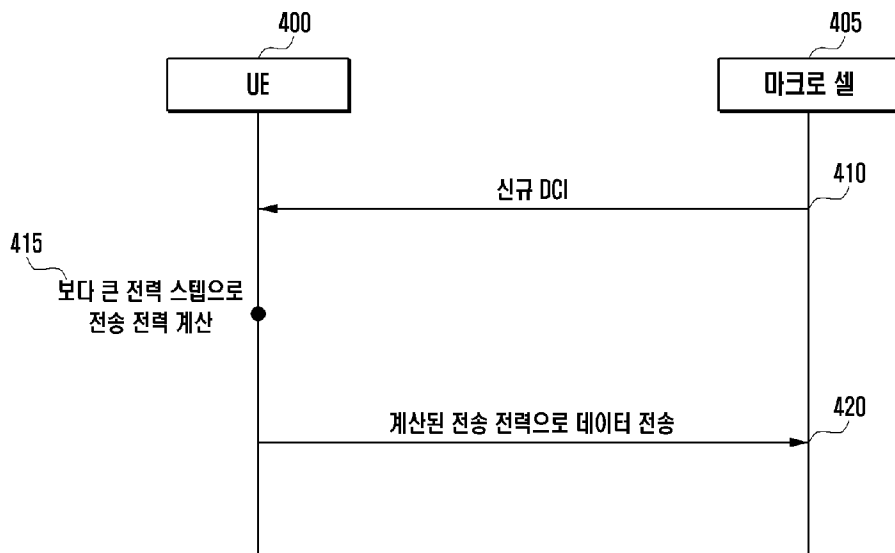 400
405
UE
마크로 셀
신규 DCI
410
415
보다 큰 전력 스텝으로
전송 전력 계산
계산된 전송 전력으로 데이터 전송
420